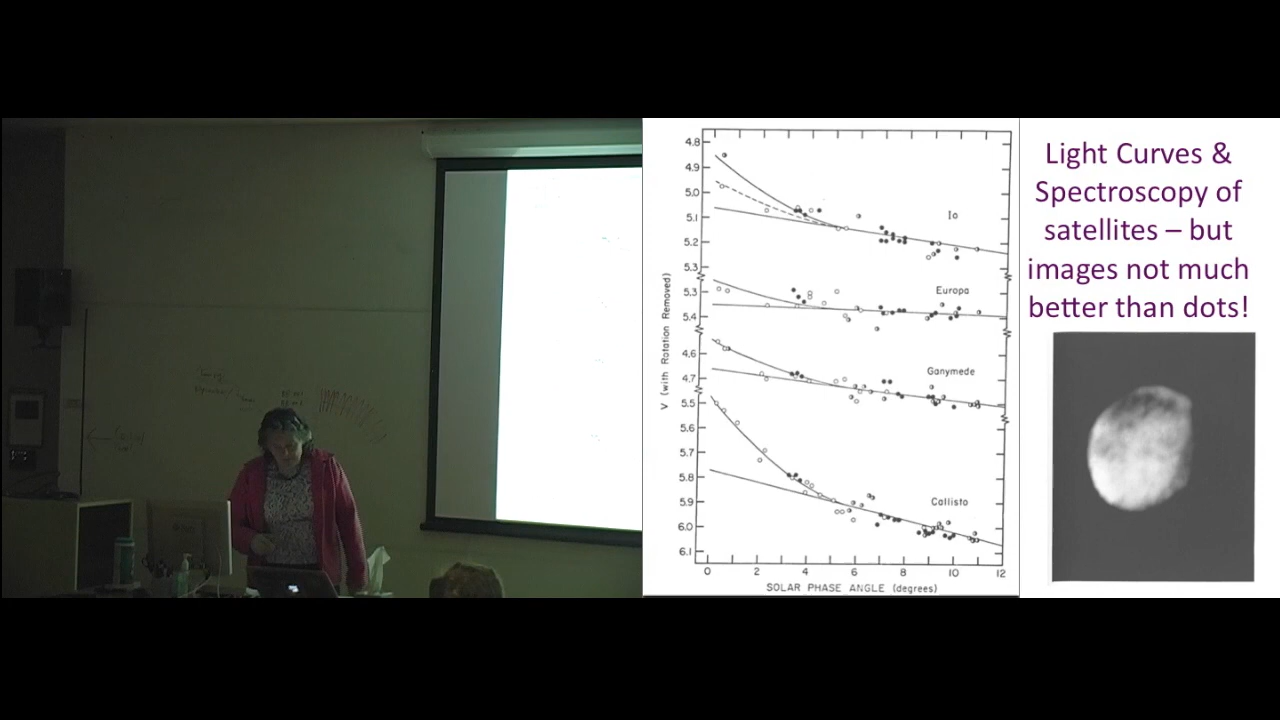 4.8
4.9
5.0
5.1
5.2
5.3
Io
5.3
5.4
Europa
4.6
4.7
Ganymede
5.5
5.6
5.7
5.8
5.9
6.0
6.1
Callisto
V (with Rotation Removed)
0 2 4 6 8 10 12
SOLAR PHASE ANGLE (degrees)
Light Curves &
Spectroscopy of
satellites – but
images not much
better than dots!